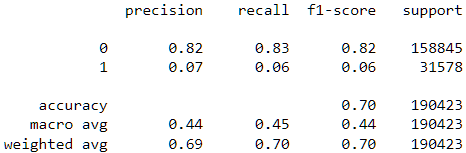 precision recall f1-score support
0 0.82 0.83 0.82 158845
1 0.07 0.06 0.06 31578
accuracy 0.70 190423
macro avg 0.44 0.45 0.44 190423
weighted avg 0.69 0.70 0.70 190423